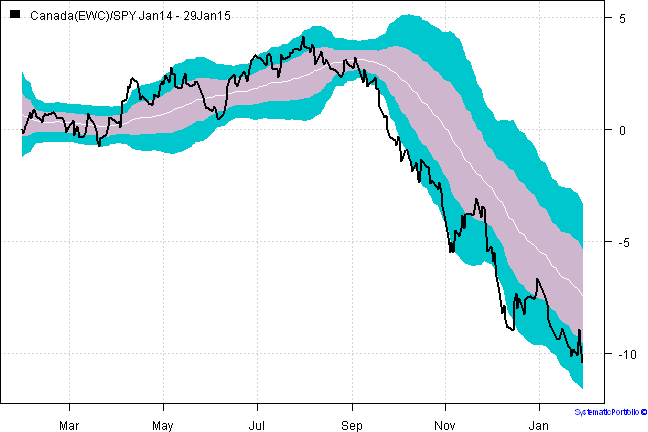 Canada(EWC)/SPY Jan14 - 29Jan15
5
0
-5
-10
Mar May Jul Sep Nov Jan
SystematicPortfolio ©